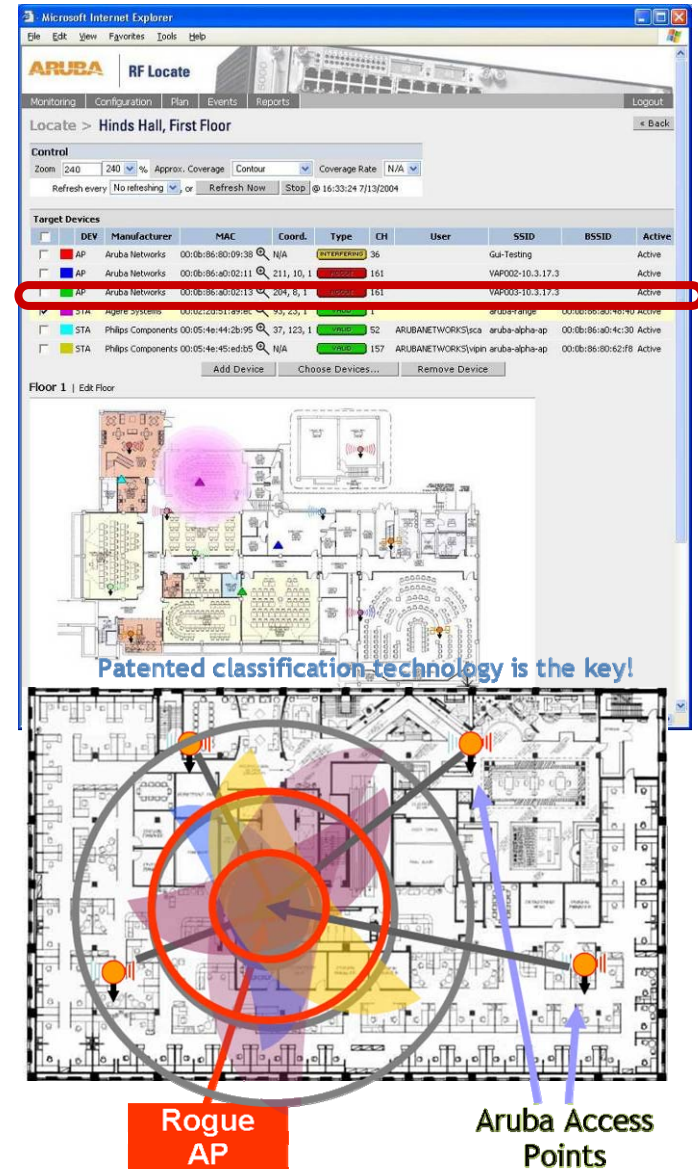 Microsoft Internet Explorer
File Edit View Favorites Tools Help
ARUBA RF Locate
5000
Monitoring Configuration Plan Events Reports Logout
Locate > Hinds Hall, First Floor « Back
Control
Zoom 240 240 % Approx. Coverage Contour Coverage Rate N/A
Refresh every No refreshing , or Refresh Now Stop @ 16:33:24 7/13/2004
Target Devices
DEV Manufacturer MAC Coord. Type CH User SSID BSSID Active
AP Aruba Networks 00:0b:86:80:09:38 N/A INTERFERING 36 Gui-Testing Active
AP Aruba Networks 00:0b:86:a0:02:11 211, 10, 1 161 VAP002-10.3.17.3 Active
AP Aruba Networks 00:0b:86:a0:02:13 204, 8, 1 161 VAP003-10.3.17.3 Active
STA Agere Systems 93, 23, 1 VALID 1 aruba-range Active
STA Philips Components 00:05:4e:44:2b:95 37, 123, 1 VALID 52 ARUBANETWORKS\sca aruba-alpha-ap 00:0b:86:a0:4c:30 Active
STA Philips Components 00:05:4e:45:ed:b5 N/A VALID 157 ARUBANETWORKS\vipin aruba-alpha-ap 00:0b:86:80:62:f8 Active
Add Device Choose Devices... Remove Device
Floor 1 | Edit Floor
Patented classification technology is the key!
Rogue
AP
Aruba Access
Points